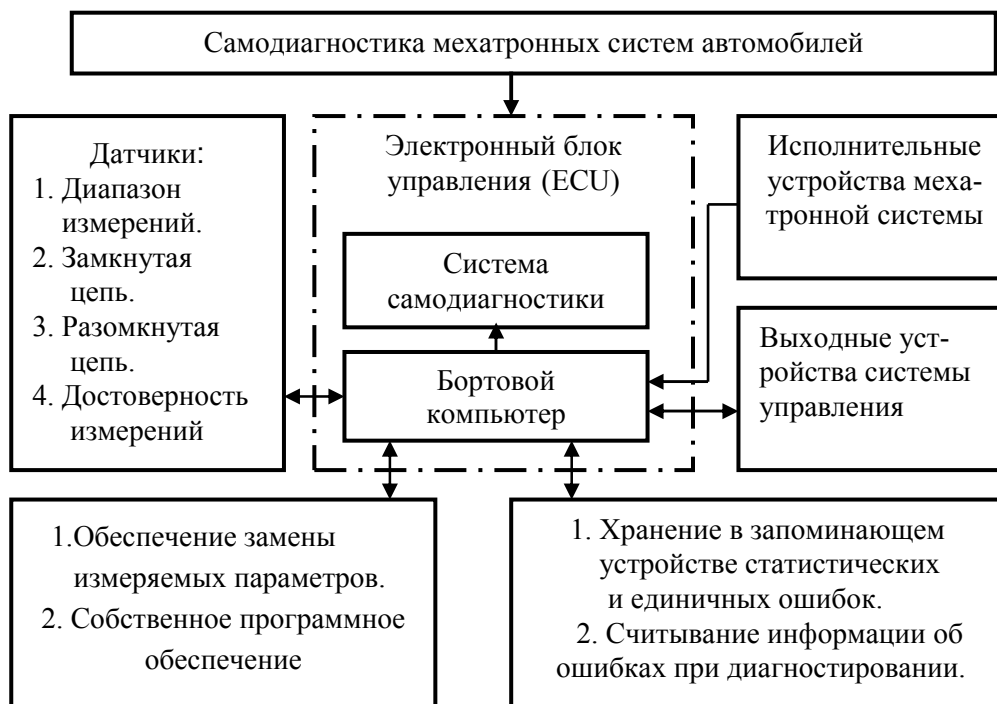 Самодиагностика мехатронных систем автомобилей
Датчики:
1. Диапазон
измерений.
2. Замкнутая
цепь.
3. Разомкнутая
цепь.
4. Достоверность
измерений
Электронный блок
управления (ECU)
Система
самодиагностики
Бортовой
компьютер
Исполнительные
устройства меха-
тронной системы
Выходные уст-
ройства системы
управления
1.Обеспечение замены
измеряемых параметров.
2. Собственное программное
обеспечение
1. Хранение в запоминающем
устройстве статистических
и единичных ошибок.
2. Считывание информации об
ошибках при диагностировании.